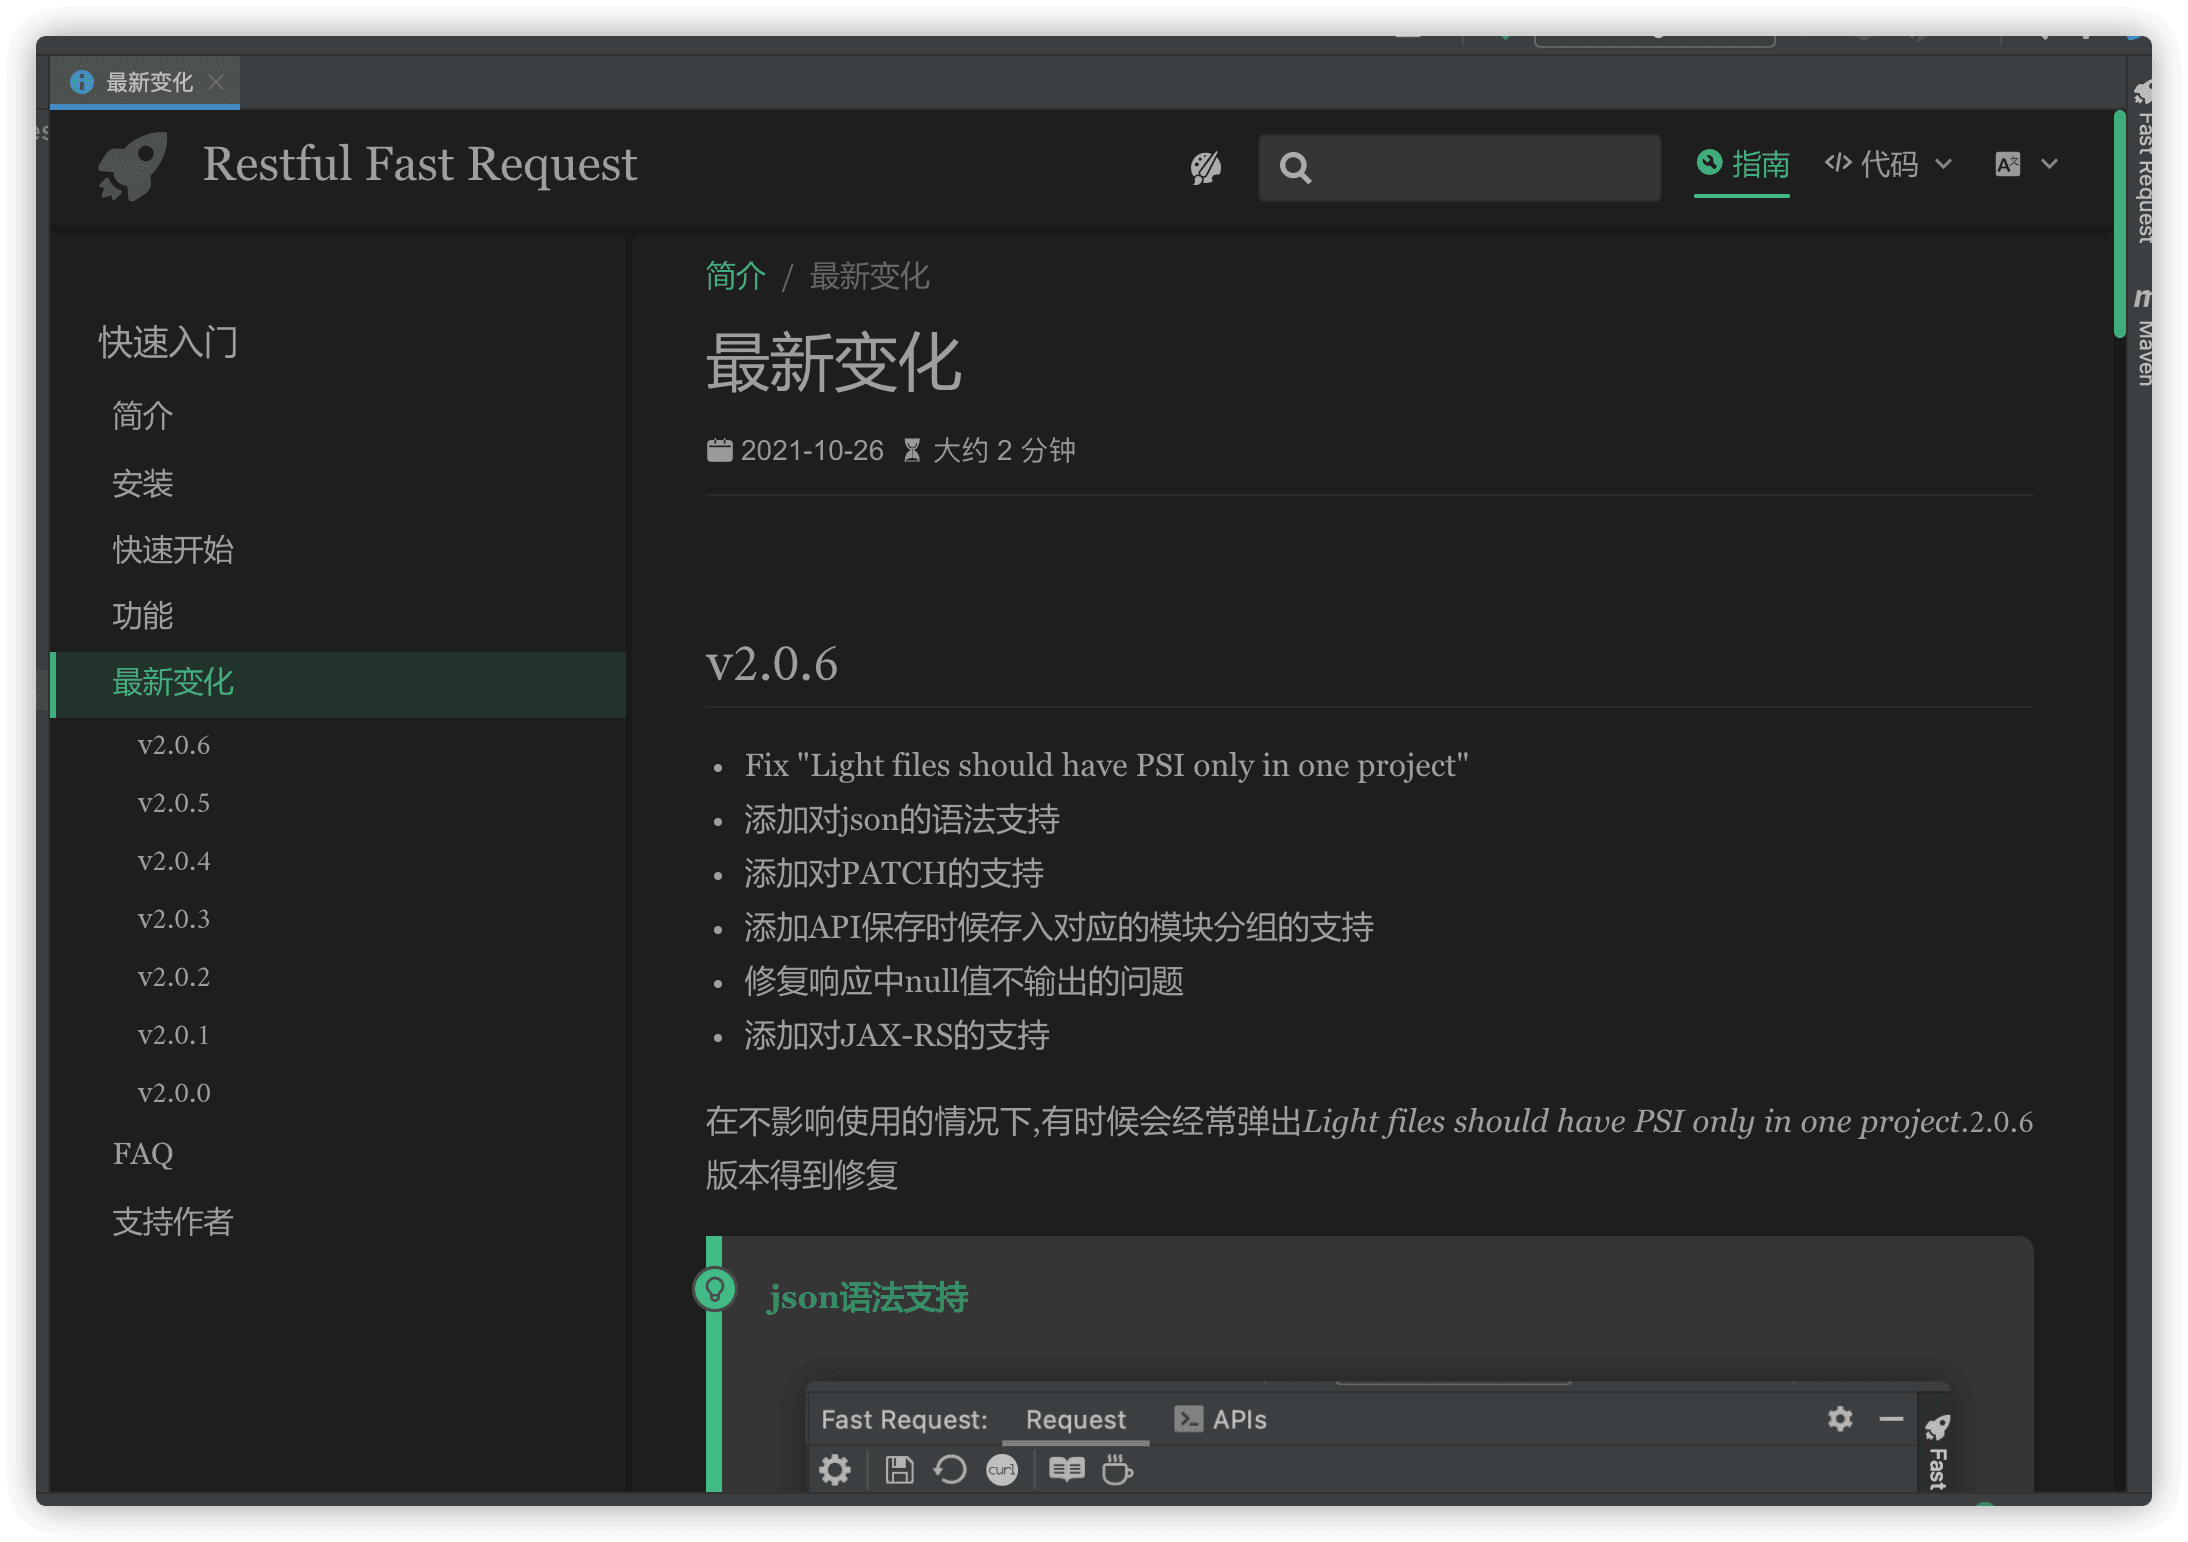 最新变化
Restful Fast Request
指南
代码
Fast Request
Maven
快速入门
简介
安装
快速开始
功能
最新变化
v2.0.6
v2.0.5
v2.0.4
v2.0.3
v2.0.2
v2.0.1
v2.0.0
FAQ
支持作者
简介 / 最新变化
最新变化
2021-10-26 大约 2 分钟
v2.0.6
• Fix "Light files should have PSI only in one project"
• 添加对json的语法支持
• 添加对PATCH的支持
• 添加API保存时候存入对应的模块分组的支持
• 修复响应中null值不输出的问题
• 添加对JAX-RS的支持
在不影响使用的情况下,有时候会经常弹出Light files should have PSI only in one project.2.0.6
版本得到修复
json语法支持
Fast Request: Request APIs
curl
Fast